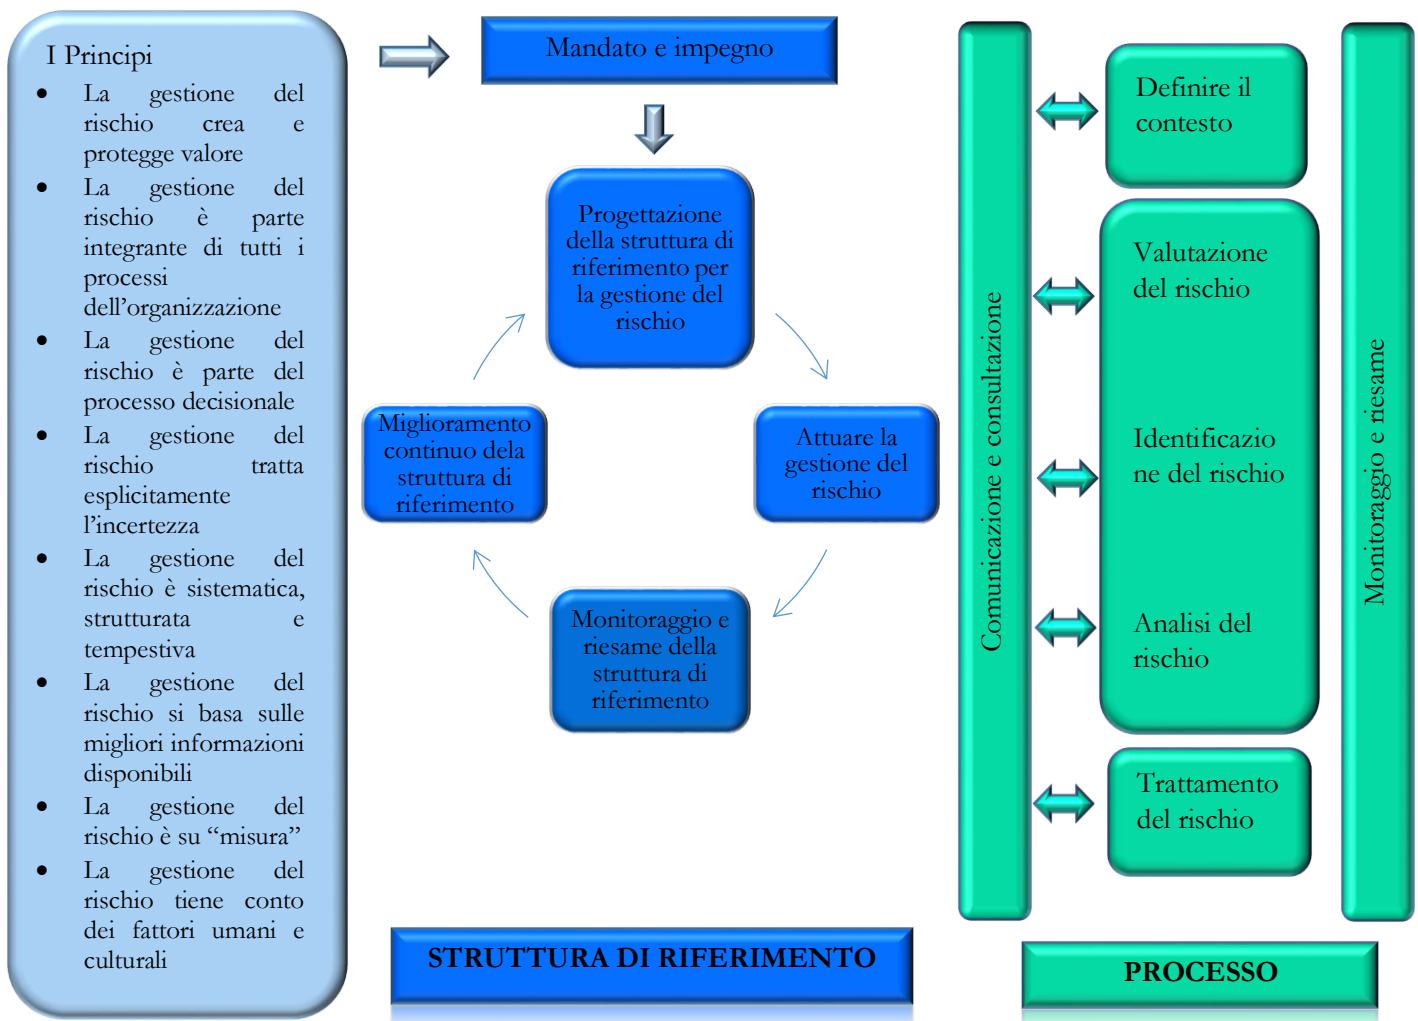 I Principi
• La gestione del
rischio crea e
protegge valore
• La gestione del
rischio è parte
integrante di tutti i
processi
dell’organizzazione
• La gestione del
rischio è parte del
processo decisionale
• La gestione del
rischio tratta
esplicitamente
l’incertezza
• La gestione del
rischio è sistematica,
strutturata e
tempestiva
• La gestione del
rischio si basa sulle
migliori informazioni
disponibili
• La gestione del
rischio è su “misura”
• La gestione del
rischio tiene conto
dei fattori umani e
culturali
Mandato e impegno
Progettazione
della struttura di
riferimento per
la gestione del
rischio
Attuare la
gestione del
rischio
Monitoraggio e
riesame della
struttura di
riferimento
Miglioramento
continuo dela
struttura di
riferimento
STRUTTURA DI RIFERIMENTO
Comunicazione e consultazione
Definire il
contesto
Valutazione
del rischio
Identificazio
ne del rischio
Analisi del
rischio
Trattamento
del rischio
Monitoraggio e riesame
PROCESSO